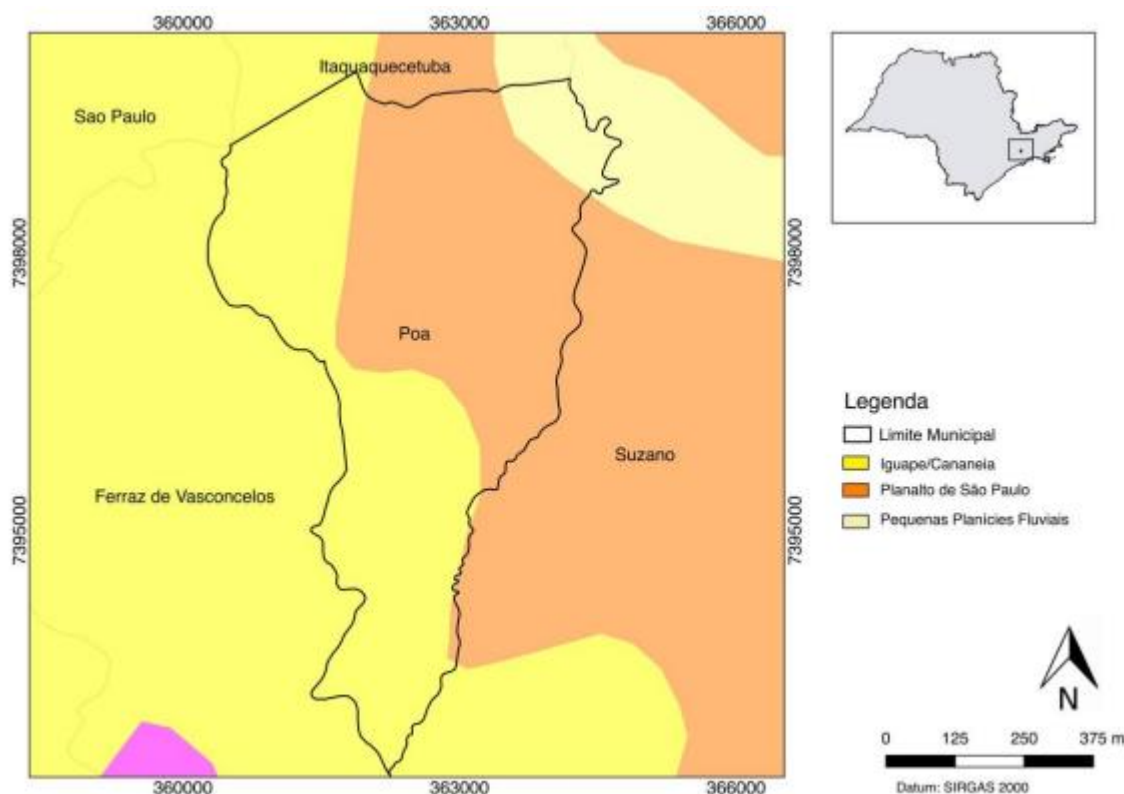 360000 363000 366000
Itaquaquecetuba
Sao Paulo
7398000 7398000
Poa
Suzano
Ferraz de Vasconcelos
7395000 7395000
360000 363000 366000
Legenda
Limite Municipal
Iguape/Cananeia
Planalto de São Paulo
Pequenas Planícies Fluviais
N
0 125 250 375 m
Datum: SIRGAS 2000